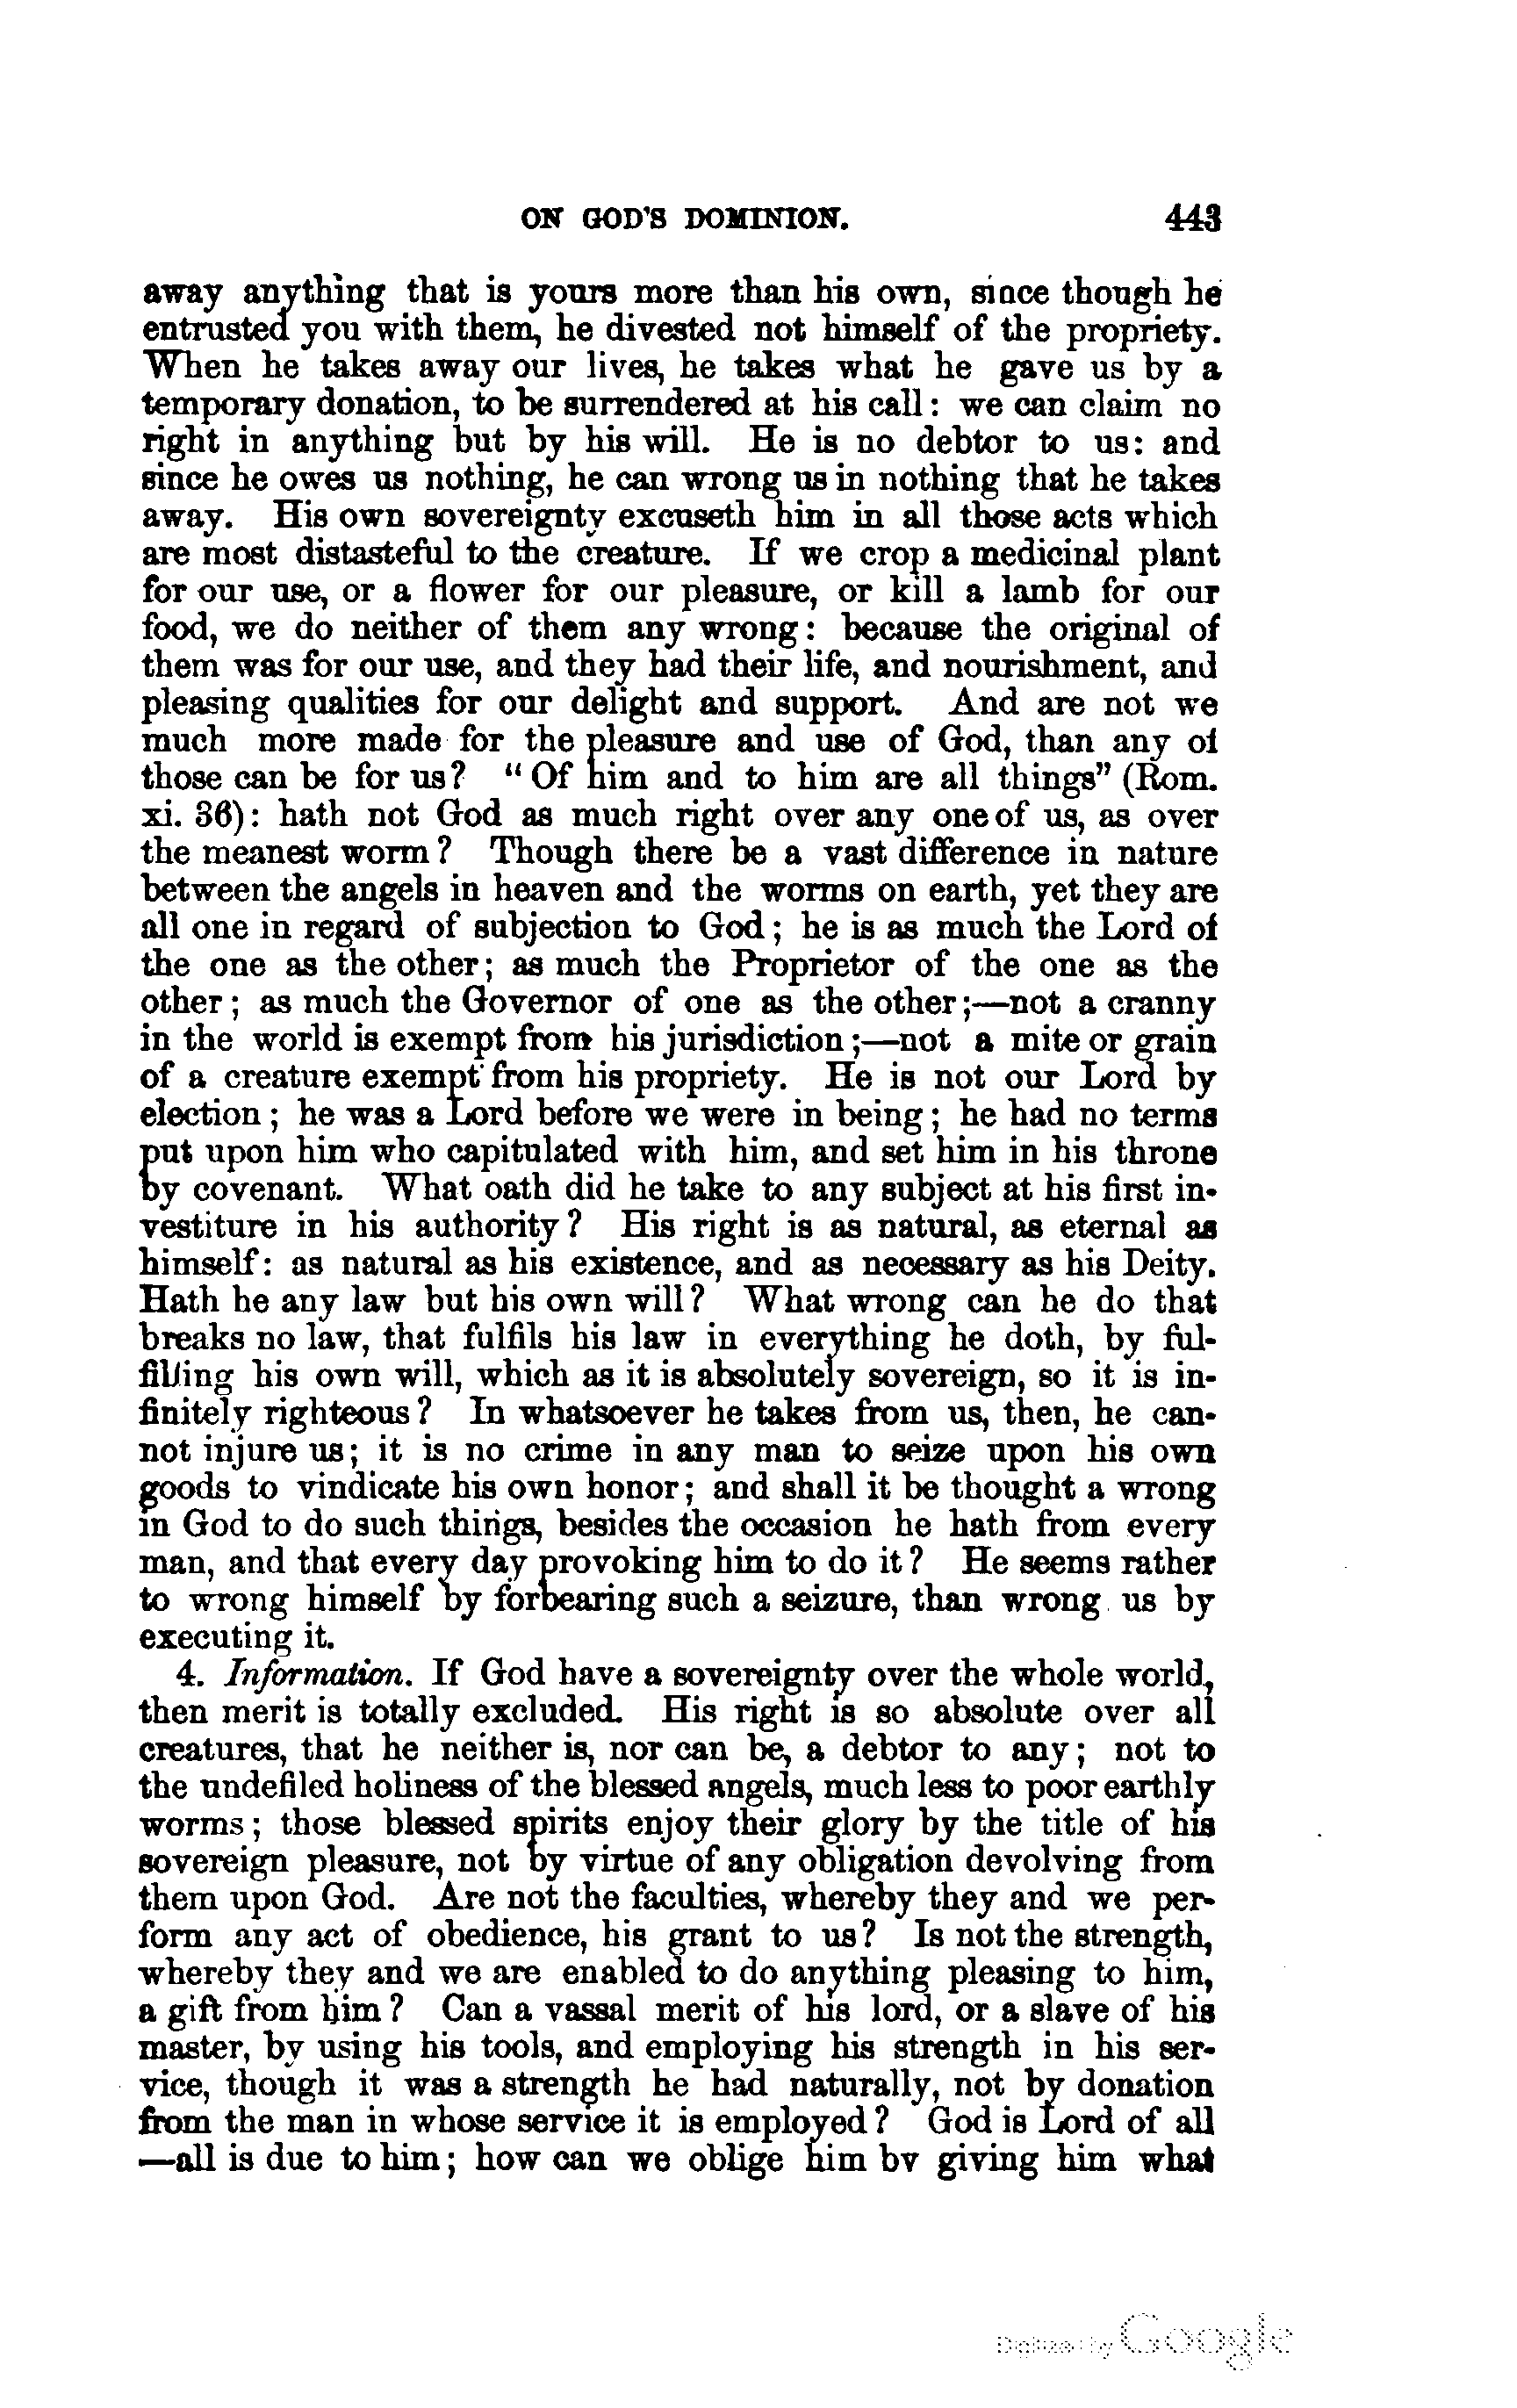 ON GOD'S DOMINION. 443
away anything that is yours more than his own, since though he
entrusted you with them, he divested not himself of the propriety.
When he takes away our lives, he takes what he gave us by a
temporary donation, to be surrendered at his call: we can claim no
right in anything but by his will. He is no debtor to us: and
since he owes us nothing, he can wrong us in nothing that he takes
away. His own sovereignty excuseth him in all those acts which
are most distasteful to the creature. If we crop a medicinal plant
for our use, or a flower for our pleasure, or kill a lamb for our
food, we do neither of them any wrong: because the original of
them was for our use, and they had their life, and nourishment, and
pleasing qualities for our delight and support. And are not we
much more made for the pleasure and use of God, than any of
those can be for us? "Of him and to him are all things" (Rom.
xi. 36): hath not God as much right over any one of us, as over
the meanest worm? Though there be a vast difference in nature
between the angels in heaven and the worms on earth, yet they are
all one in regard of subjection to God; he is as much the Lord of
the one as the other; as much the Proprietor of the one as the
other; as much the Governor of one as the other;—not a cranny
in the world is exempt from his jurisdiction;—not a mite or grain
of a creature exempt from his propriety. He is not our Lord by
election; he was a Lord before we were in being; he had no terms
put upon him who capitulated with him, and set him in his throne
by covenant. What oath did he take to any subject at his first in-
vestiture in his authority? His right is as natural, as eternal as
himself: as natural as his existence, and as necessary as his Deity.
Hath he any law but his own will? What wrong can he do that
breaks no law, that fulfils his law in everything he doth, by ful-
filling his own will, which as it is absolutely sovereign, so it is in-
finitely righteous? In whatsoever he takes from us, then, he can-
not injure us; it is no crime in any man to seize upon his own
goods to vindicate his own honor; and shall it be thought a wrong
in God to do such things, besides the occasion he hath from every
man, and that every day provoking him to do it? He seems rather
to wrong himself by forbearing such a seizure, than wrong us by
executing it.
4. Information. If God have a sovereignty over the whole world,
then merit is totally excluded. His right is so absolute over all
creatures, that he neither is, nor can be, a debtor to any; not to
the undefiled holiness of the blessed angels, much less to poor earthly
worms; those blessed spirits enjoy their glory by the title of his
sovereign pleasure, not by virtue of any obligation devolving from
them upon God. Are not the faculties, whereby they and we per-
form any act of obedience, his grant to us? Is not the strength,
whereby they and we are enabled to do anything pleasing to him,
a gift from him? Can a vassal merit of his lord, or a slave of his
master, by using his tools, and employing his strength in his ser-
vice, though it was a strength he had naturally, not by donation
from the man in whose service it is employed? God is Lord of all
—all is due to him; how can we oblige him by giving him what
Digitized by Google